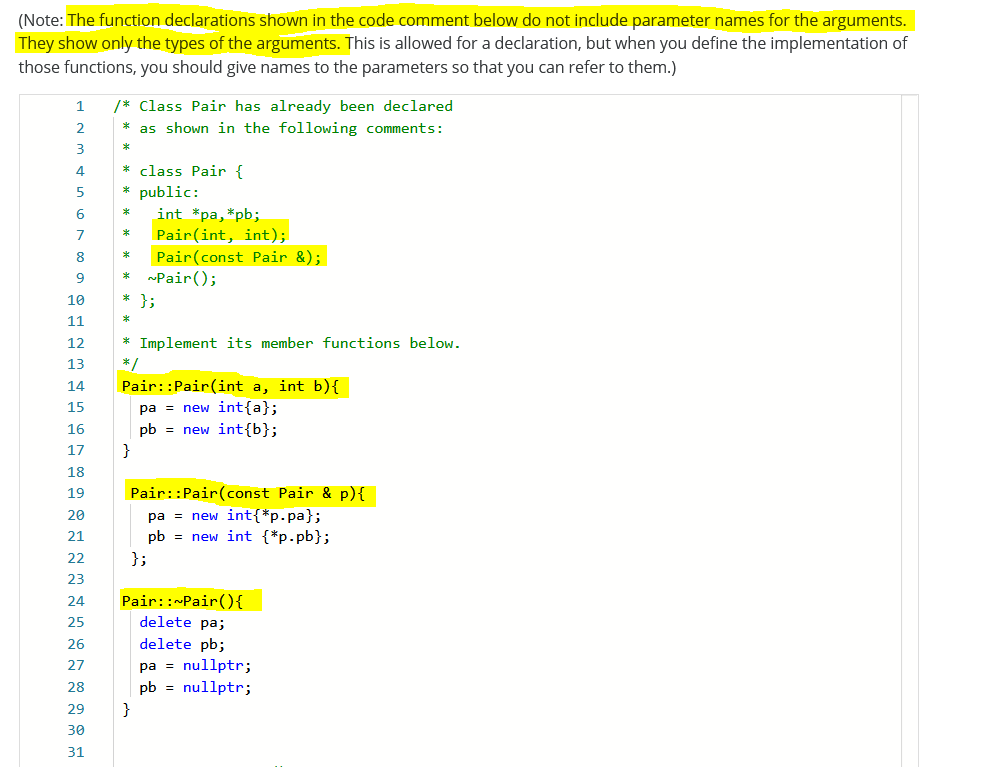 (Note: The function declarations shown in the code comment below do not include parameter names for the arguments.
They show only the types of the arguments. This is allowed for a declaration, but when you define the implementation of
those functions, you should give names to the parameters so that you can refer to them.)
1 /* Class Pair has already been declared
2 * as shown in the following comments:
3 *
4 * class Pair {
5 * public:
6 *   int *pa,*pb;
7 *   Pair(int, int);
8 *   Pair(const Pair &);
9 *  ~Pair();
10 * };
11 *
12 * Implement its member functions below.
13 */
14 Pair::Pair(int a, int b){
15   pa = new int{a};
16   pb = new int{b};
17 }
18
19  Pair::Pair(const Pair & p){
20    pa = new int{*p.pa};
21    pb = new int {*p.pb};
22  };
23
24 Pair::~Pair(){
25   delete pa;
26   delete pb;
27   pa = nullptr;
28   pb = nullptr;
29 }
30
31